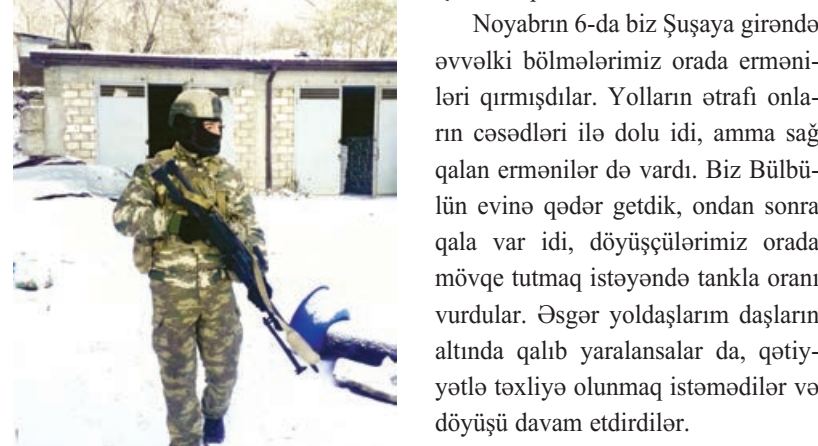 Noyabrın 6-da biz Şuşaya girəndə
əvvəlki bölmələrimiz orada erməni-
ləri qırmışdılar. Yolların ətrafı onla-
rın cəsədləri ilə dolu idi, amma sağ
qalan ermənilər də vardı. Biz Bülbü-
lün evinə qədər getdik, ondan sonra
qala var idi, döyüşçülərimiz orada
mövqe tutmaq istəyəndə tankla oranı
vurdular. Əsgər yoldaşlarım daşların
altında qalıb yaralansalar da, qətiy-
yətlə təxliyə olunmaq istəmədilər və
döyüşü davam etdirdilər.